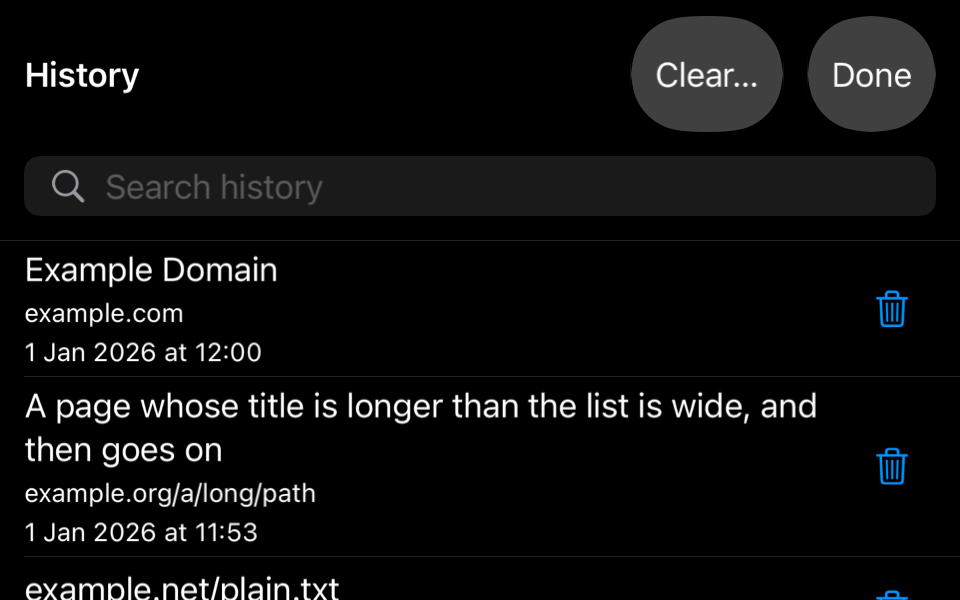 History
Clear...
Done
Search history
Example Domain
example.com
1 Jan 2026 at 12:00
A page whose title is longer than the list is wide, and
then goes on
example.org/a/long/path
1 Jan 2026 at 11:53
example.net/plain.txt